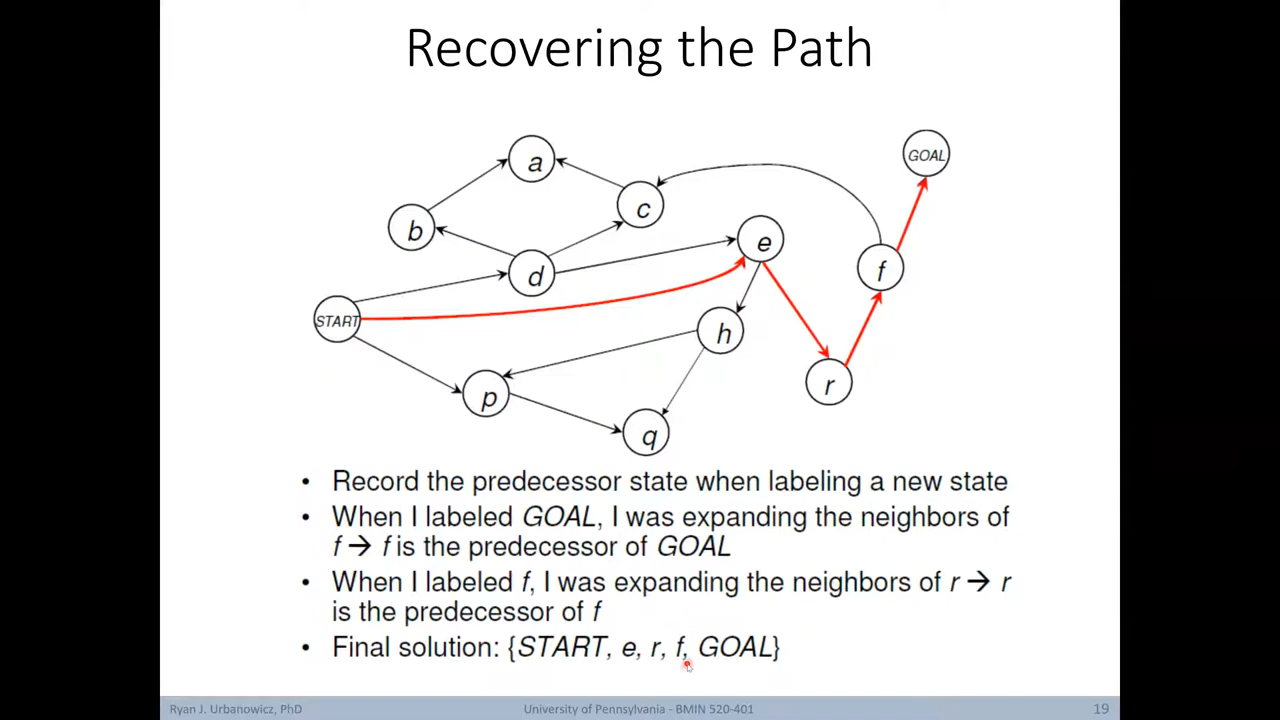 Recovering the Path
a
GOAL
c
b
e
f
d
START
h
r
p
q
• Record the predecessor state when labeling a new state
• When I labeled GOAL, I was expanding the neighbors of
f → f is the predecessor of GOAL
• When I labeled f, I was expanding the neighbors of r → r
is the predecessor of f
• Final solution: {START, e, r, f, GOAL}
Ryan J. Urbanowicz, PhD
University of Pennsylvania - BMIN 520-401
19